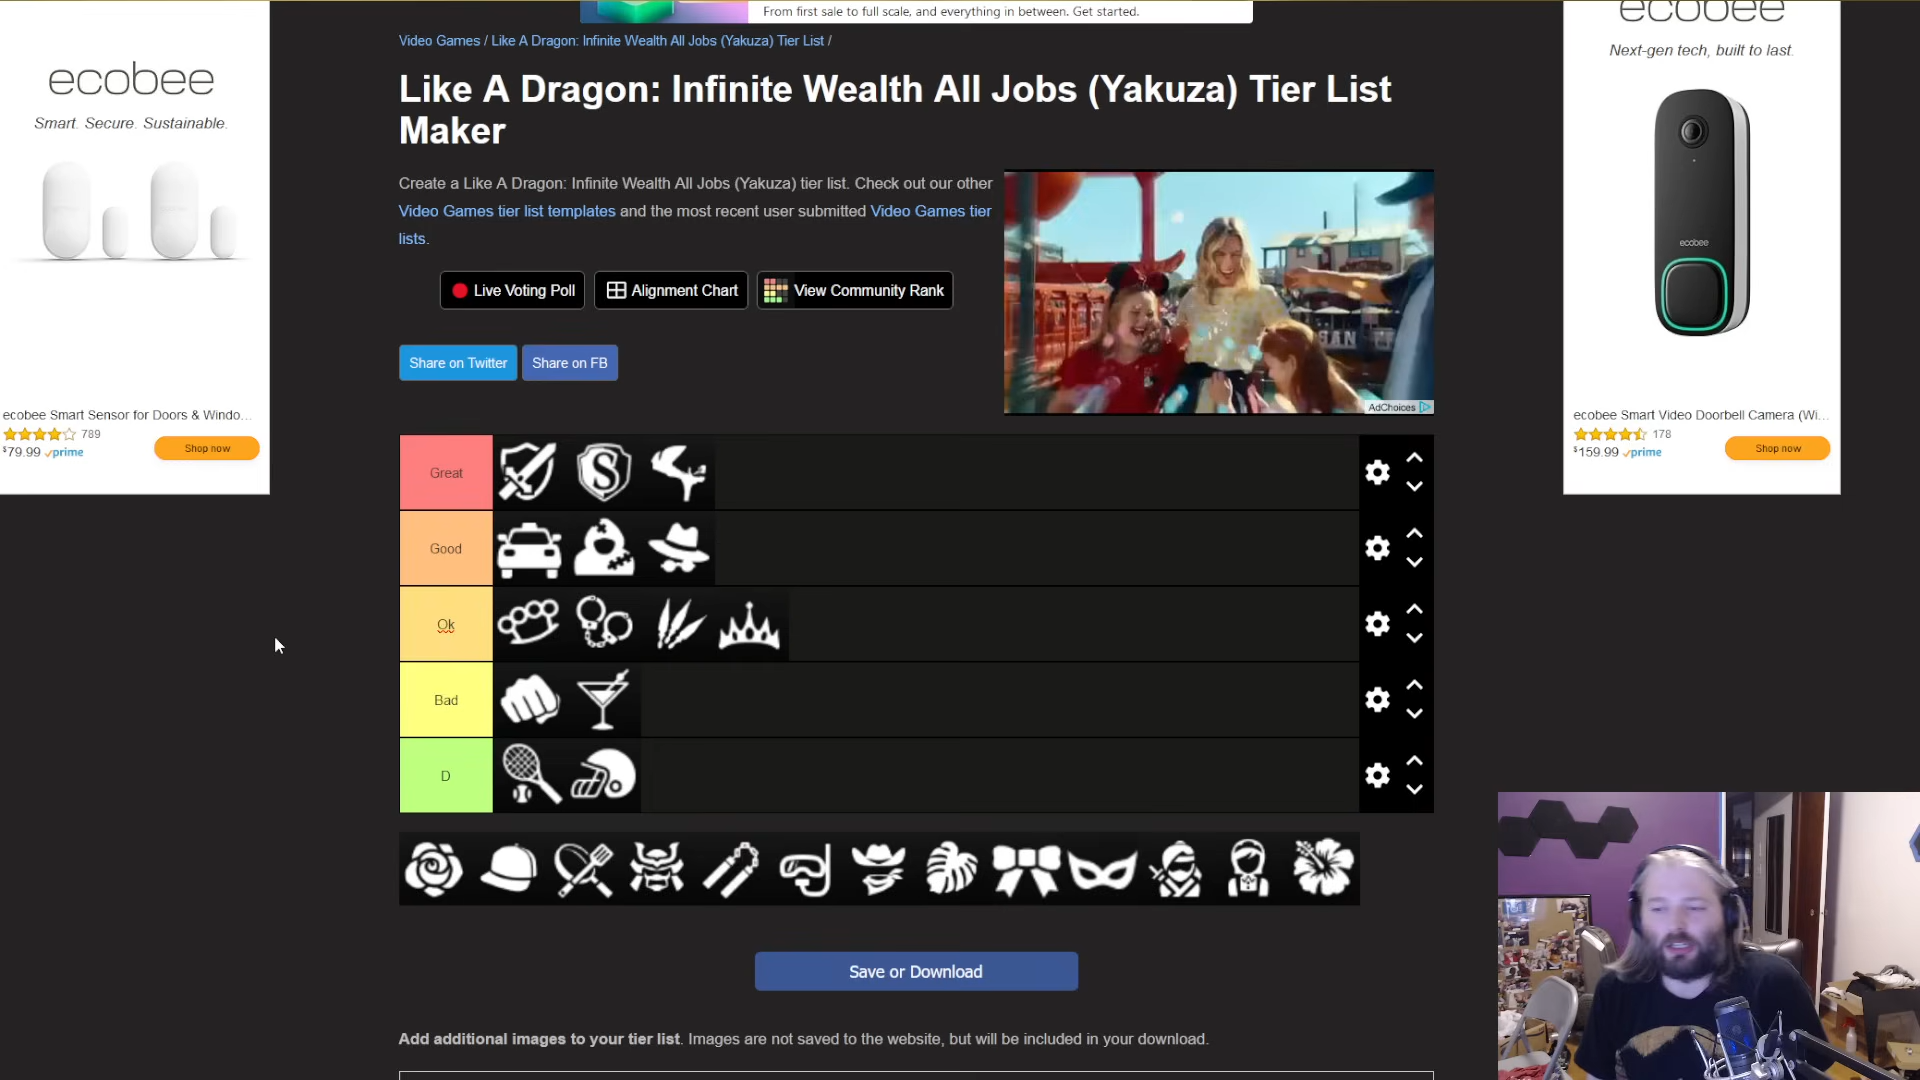 From first sale to full scale, and everything in between. Get started.
Video Games / Like A Dragon: Infinite Wealth All Jobs (Yakuza) Tier List /
Like A Dragon: Infinite Wealth All Jobs (Yakuza) Tier List
Maker
Create a Like A Dragon: Infinite Wealth All Jobs (Yakuza) tier list. Check out our other
Video Games tier list templates and the most recent user submitted Video Games tier
lists.
Live Voting Poll
Alignment Chart
View Community Rank
Share on Twitter
Share on FB
AdChoices
ecobee
Smart. Secure. Sustainable.
ecobee Smart Sensor for Doors & Windo...
789
$79.99 prime
Shop now
ecobee
Next-gen tech, built to last.
ecobee
ecobee Smart Video Doorbell Camera (Wi...
178
$159.99 prime
Shop now
Great
S
Good
Ok
Bad
D
Save or Download
Add additional images to your tier list. Images are not saved to the website, but will be included in your download.